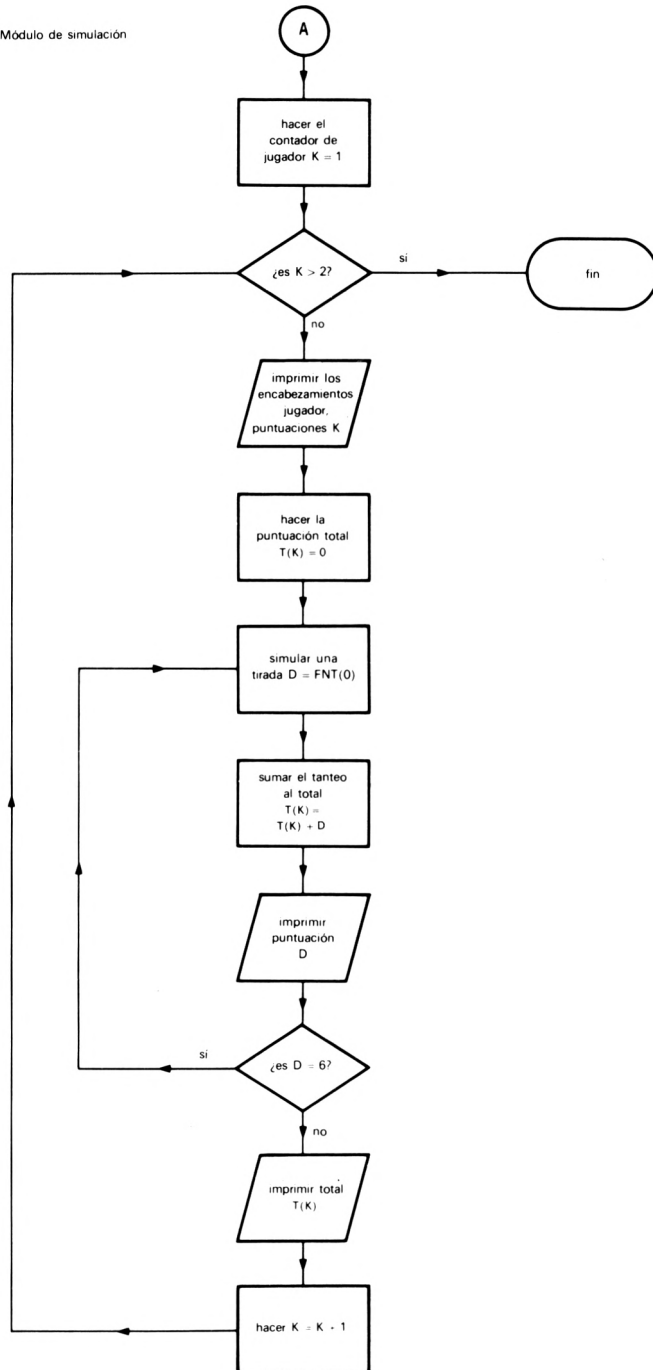 Módulo de simulación
A
hacer el
contador de
jugador K = 1
¿es K > 2?
sí
fin
no
imprimir los
encabezamientos
jugador,
puntuaciones K
hacer la
puntuación total
T(K) = 0
simular una
tirada D = FNT(0)
sumar el tanteo
al total
T(K) =
T(K) + D
imprimir
puntuación
D
sí
¿es D = 6?
no
imprimir total
T(K)
hacer K = K - 1